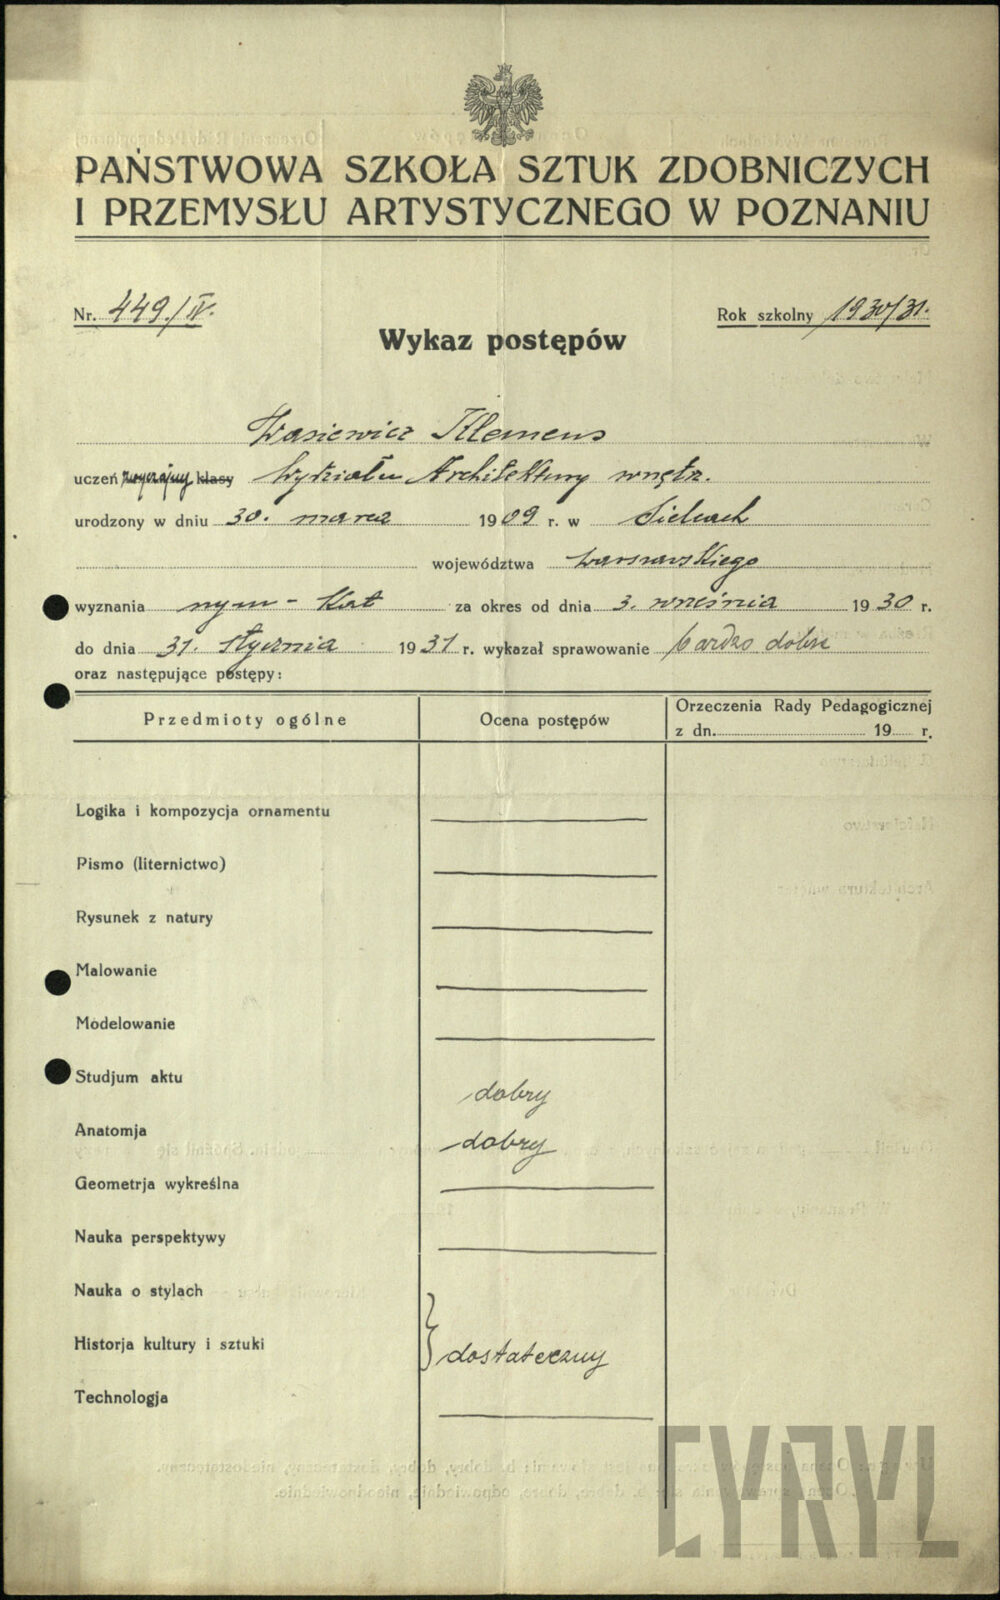 PAŃSTWOWA SZKOŁA SZTUK ZDOBNICZYCH
I PRZEMYSŁU ARTYSTYCZNEGO W POZNANIU
Nr. 449./IV.
Rok szkolny 1930/31.
Wykaz postępów
Wasiewicz Klemens
uczeń zwyczajny klasy Wydziału Architektury wnętrz.
urodzony w dniu 30. marca 1909 r. w Sielcach
województwa warszawskiego
wyznania rzym-Kat za okres od dnia 3. września 1930 r.
do dnia 31. stycznia 1931 r. wykazał sprawowanie bardzo dobre
oraz następujące postępy:
Przedmioty ogólne Ocena postępów Orzeczenia Rady Pedagogicznej
z dn. 19 r.
Logika i kompozycja ornamentu
Pismo (liternictwo)
Rysunek z natury
Malowanie
Modelowanie
Studjum aktu dobry
Anatomja dobry
Geometrja wykreślna
Nauka perspektywy
Nauka o stylach
Historja kultury i sztuki dostateczny
Technologja
CYRYL